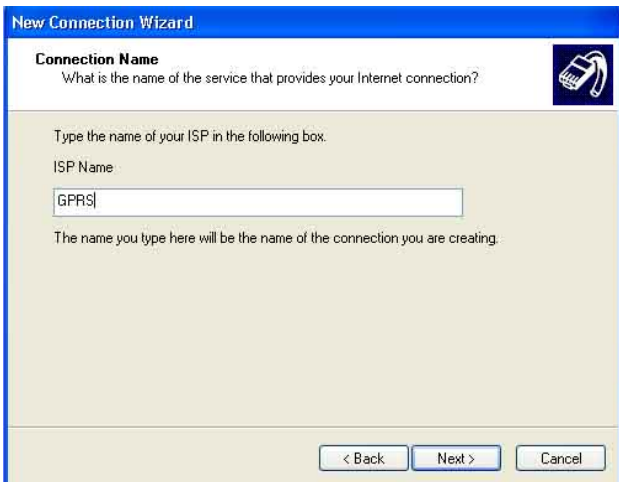 New Connection Wizard
Connection Name
What is the name of the service that provides your Internet connection?
Type the name of your ISP in the following box.
ISP Name
GPRS
The name you type here will be the name of the connection you are creating.
< Back
Next >
Cancel